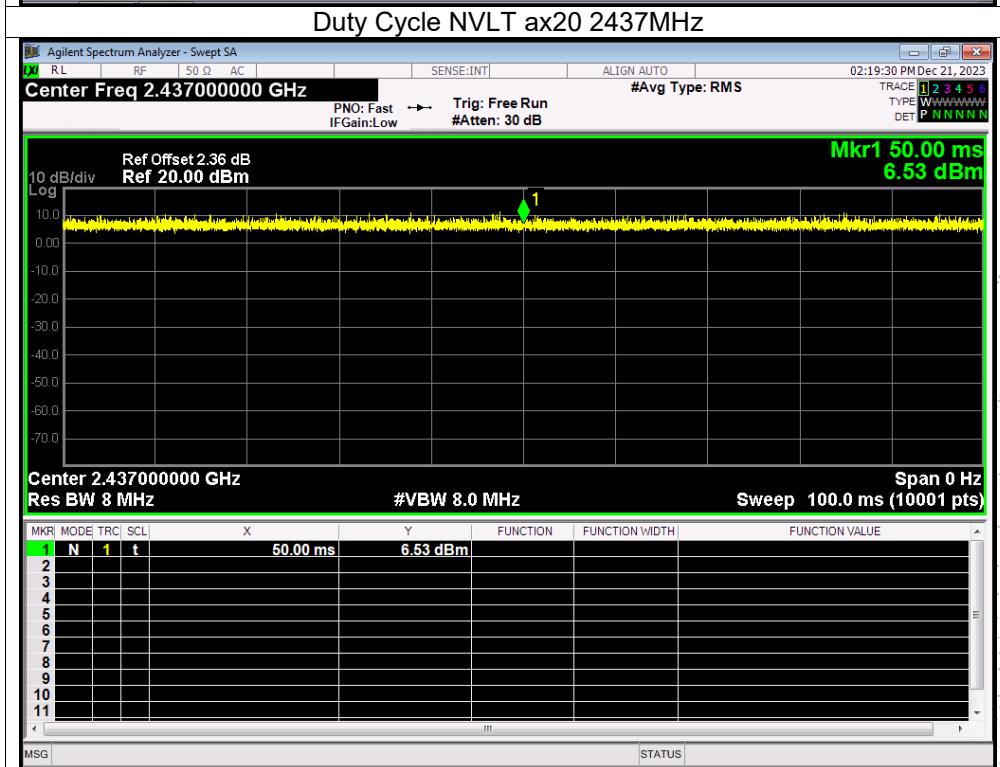 Duty Cycle NVLT ax20 2437MHz
Agilent Spectrum Analyzer - Swept SA
LXI RL RF 50 Ω AC SENSE:INT ALIGN AUTO 02:19:30 PM Dec 21, 2023
Center Freq 2.437000000 GHz #Avg Type: RMS TRACE 1 2 3 4 5 6
PNO: Fast Trig: Free Run TYPE WWWWWW
IFGain:Low #Atten: 30 dB DET P N N N N N
Mkr1 50.00 ms
Ref Offset 2.36 dB 6.53 dBm
10 dB/div Ref 20.00 dBm
Log
1
10.0
0.00
-10.0
-20.0
-30.0
-40.0
-50.0
-60.0
-70.0
Center 2.437000000 GHz Span 0 Hz
Res BW 8 MHz #VBW 8.0 MHz Sweep 100.0 ms (10001 pts)
MKR MODE TRC SCL X Y FUNCTION FUNCTION WIDTH FUNCTION VALUE
1 N 1 t 50.00 ms 6.53 dBm
2
3
4
5
6
7
8
9
10
11
MSG STATUS